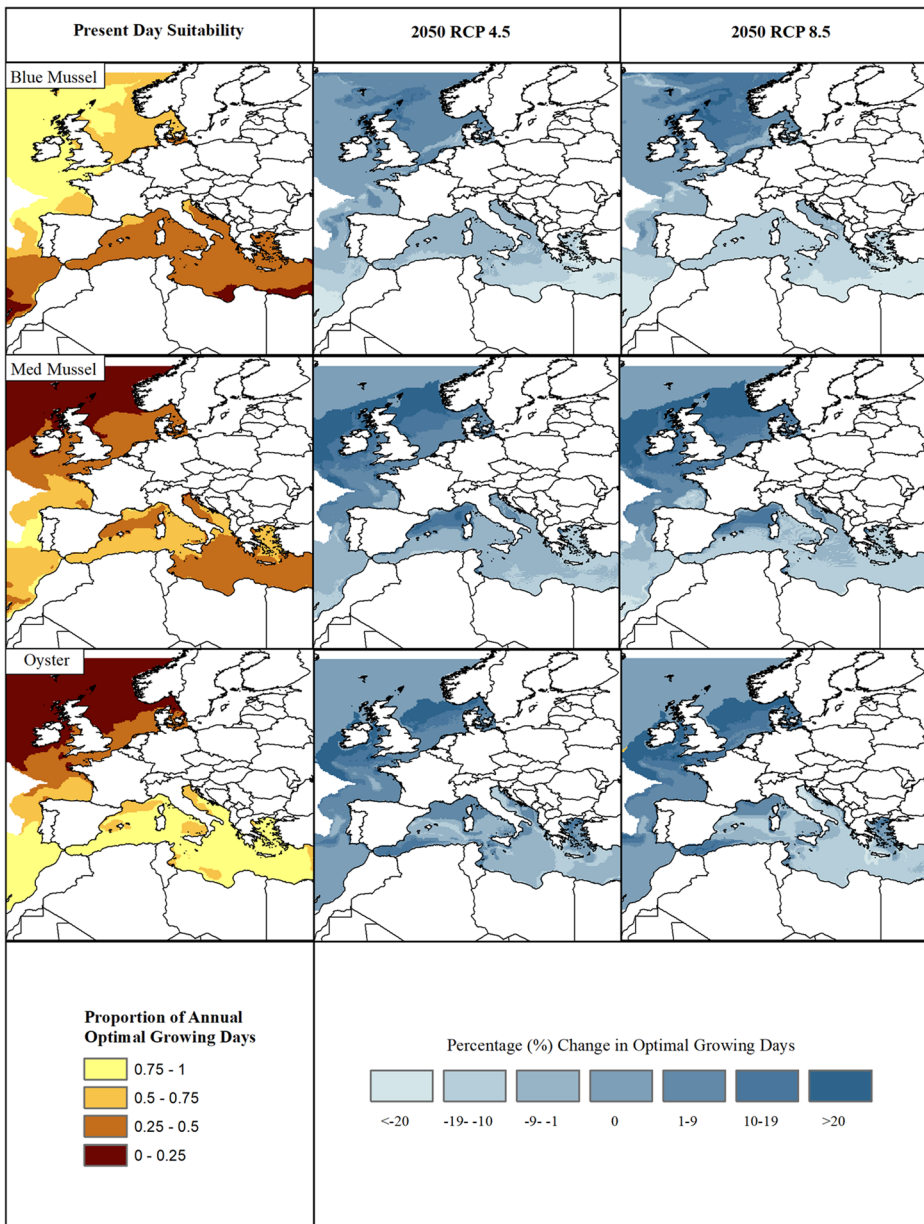 Present Day Suitability
2050 RCP 4.5
2050 RCP 8.5
Blue Mussel
Med Mussel
Oyster
Proportion of Annual
Optimal Growing Days
0.75 - 1
0.5 - 0.75
0.25 - 0.5
0 - 0.25
Percentage (%) Change in Optimal Growing Days
<-20
-19- -10
-9- -1
0
1-9
10-19
>20